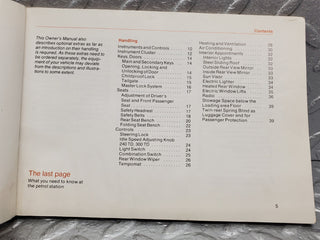 Contents
This Owner's Manual also
describes optional extras as far as
an introduction to their handling
is required. As these extras need to
be ordered separately, the equip-
ment of your vehicle may deviate
from the descriptions and illustra-
tions to some extent.
The last page
What you need to know at
the petrol station
Handling
Instruments and Controls 10
Instrument Cluster 12
Keys, Doors
Main and Secondary Keys 14
Opening, Locking and
Unlocking of Door 14
Childproof Lock 15
Tailgate 15
Master Lock System 16
Seats
Adjustment of Driver's
Seat and Front Passenger
Seat 17
Safety Headrest 17
Safety Belts 18
Rear Seat Bench 20
Folding Seat Bench 22
Controls 23
Steering Lock 23
Idle Speed Adjusting Knob
240 TD, 300 TD 24
Light Switch 24
Combination Switch 25
Rear Window Wiper 26
Tempomat 26
Heating and Ventilation 28
Air Conditioning 30
Interior Appointments 32
Interior Lights 32
Steel Sliding Roof 33
Outside Rear View Mirror 33
Inside Rear View Mirror 33
Sun Visor 33
Electric Lighter 34
Heated Rear Window 34
Electric Window Lifts 35
Radio 36
Stowage Space below the
Loading area Floor 39
Twin-reel Spring Blind as
Luggage Cover and for
Passenger Protection 39
5